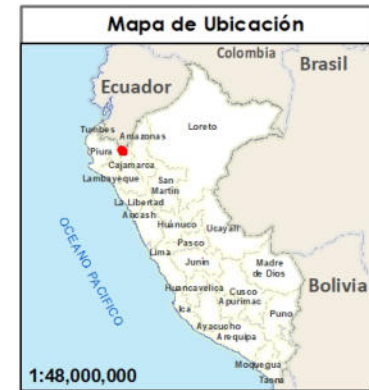 Mapa de Ubicación
Colombia
Brasil
Ecuador
Loreto
Tumbes
Amazonas
Piura
Cajamarca
Lambayeque
San
Martin
La Libertad
Ancash
Huanuco
Ucayali
Pasco
OCEANO PACIFICO
Lima
Junin
Madre
de Dios
Huancavelica
Cusco
Bolivia
Apurimac
Ica
Puno
Ayacucho
Arequipa
Moquegua
Tacna
1:48,000,000